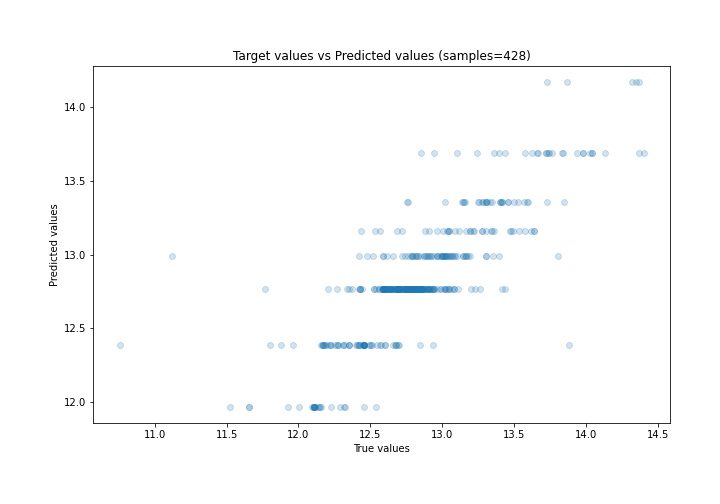 Target values vs Predicted values (samples=428)
14.0
13.5
13.0
12.5
12.0
Predicted values
11.0 11.5 12.0 12.5 13.0 13.5 14.0 14.5
True values